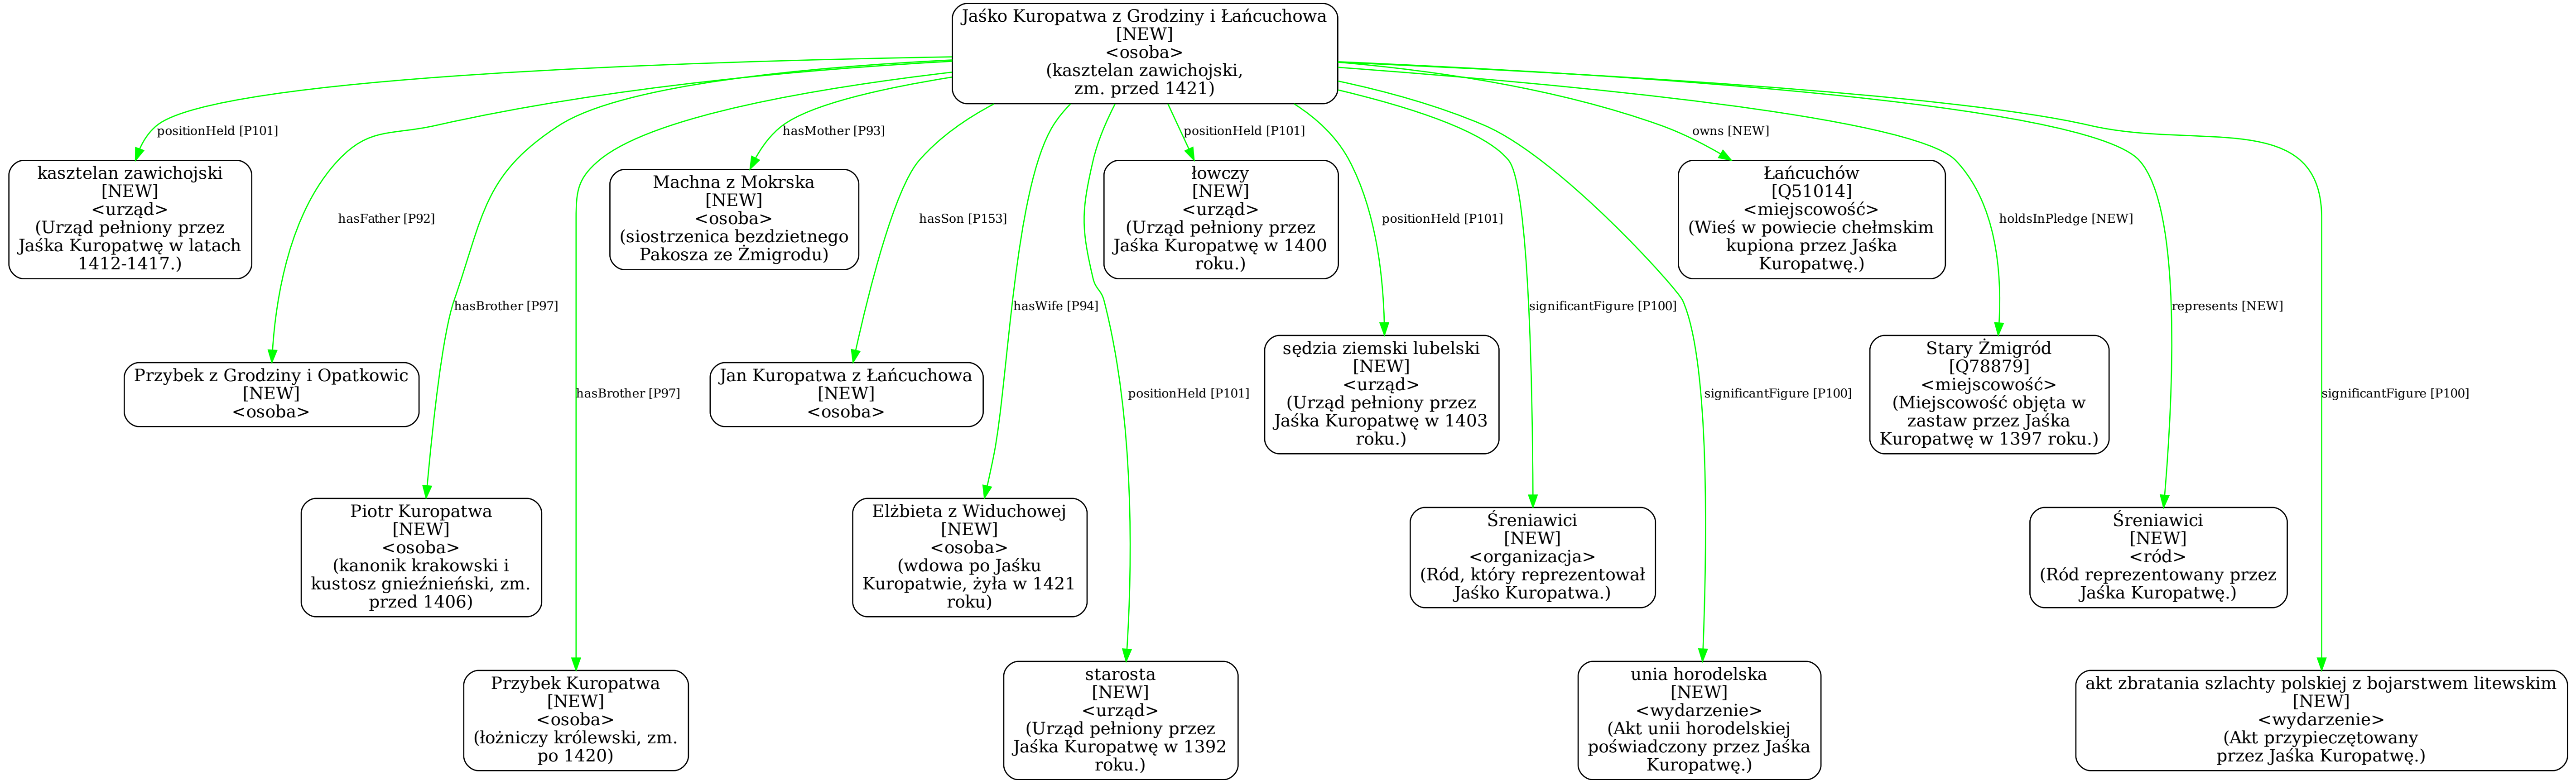 Jaśko Kuropatwa z Grodziny i Łańcuchowa
[NEW]
<osoba>
(kasztelan zawichojski,
zm. przed 1421)
positionHeld [P101]
hasMother [P93]
positionHeld [P101]
owns [NEW]
kasztelan zawichojski
[NEW]
<urząd>
(Urząd pełniony przez
Jaśka Kuropatwę w latach
1412-1417.)
Machna z Mokrska
[NEW]
<osoba>
(siostrzenica bezdzietnego
Pakosza ze Żmigrodu)
łowczy
[NEW]
<urząd>
(Urząd pełniony przez
Jaśka Kuropatwę w 1400
roku.)
Łańcuchów
[Q51014]
<miejscowość>
(Wieś w powiecie chełmskim
kupiona przez Jaśka
Kuropatwę.)
hasFather [P92]
hasSon [P153]
positionHeld [P101]
holdsInPledge [NEW]
hasBrother [P97]
hasWife [P94]
significantFigure [P100]
represents [NEW]
Przybek z Grodziny i Opatkowic
[NEW]
<osoba>
hasBrother [P97]
Jan Kuropatwa z Łańcuchowa
[NEW]
<osoba>
positionHeld [P101]
sędzia ziemski lubelski
[NEW]
<urząd>
(Urząd pełniony przez
Jaśka Kuropatwę w 1403
roku.)
significantFigure [P100]
Stary Żmigród
[Q78879]
<miejscowość>
(Miejscowość objęta w
zastaw przez Jaśka
Kuropatwę w 1397 roku.)
significantFigure [P100]
Piotr Kuropatwa
[NEW]
<osoba>
(kanonik krakowski i
kustosz gnieźnieński, zm.
przed 1406)
Elżbieta z Widuchowej
[NEW]
<osoba>
(wdowa po Jaśku
Kuropatwie, żyła w 1421
roku)
Śreniawici
[NEW]
<organizacja>
(Ród, który reprezentował
Jaśko Kuropatwa.)
Śreniawici
[NEW]
<ród>
(Ród reprezentowany przez
Jaśka Kuropatwę.)
Przybek Kuropatwa
[NEW]
<osoba>
(łożniczy królewski, zm.
po 1420)
starosta
[NEW]
<urząd>
(Urząd pełniony przez
Jaśka Kuropatwę w 1392
roku.)
unia horodelska
[NEW]
<wydarzenie>
(Akt unii horodelskiej
poświadczony przez Jaśka
Kuropatwę.)
akt zbratania szlachty polskiej z bojarstwem litewskim
[NEW]
<wydarzenie>
(Akt przypieczętowany
przez Jaśka Kuropatwę.)